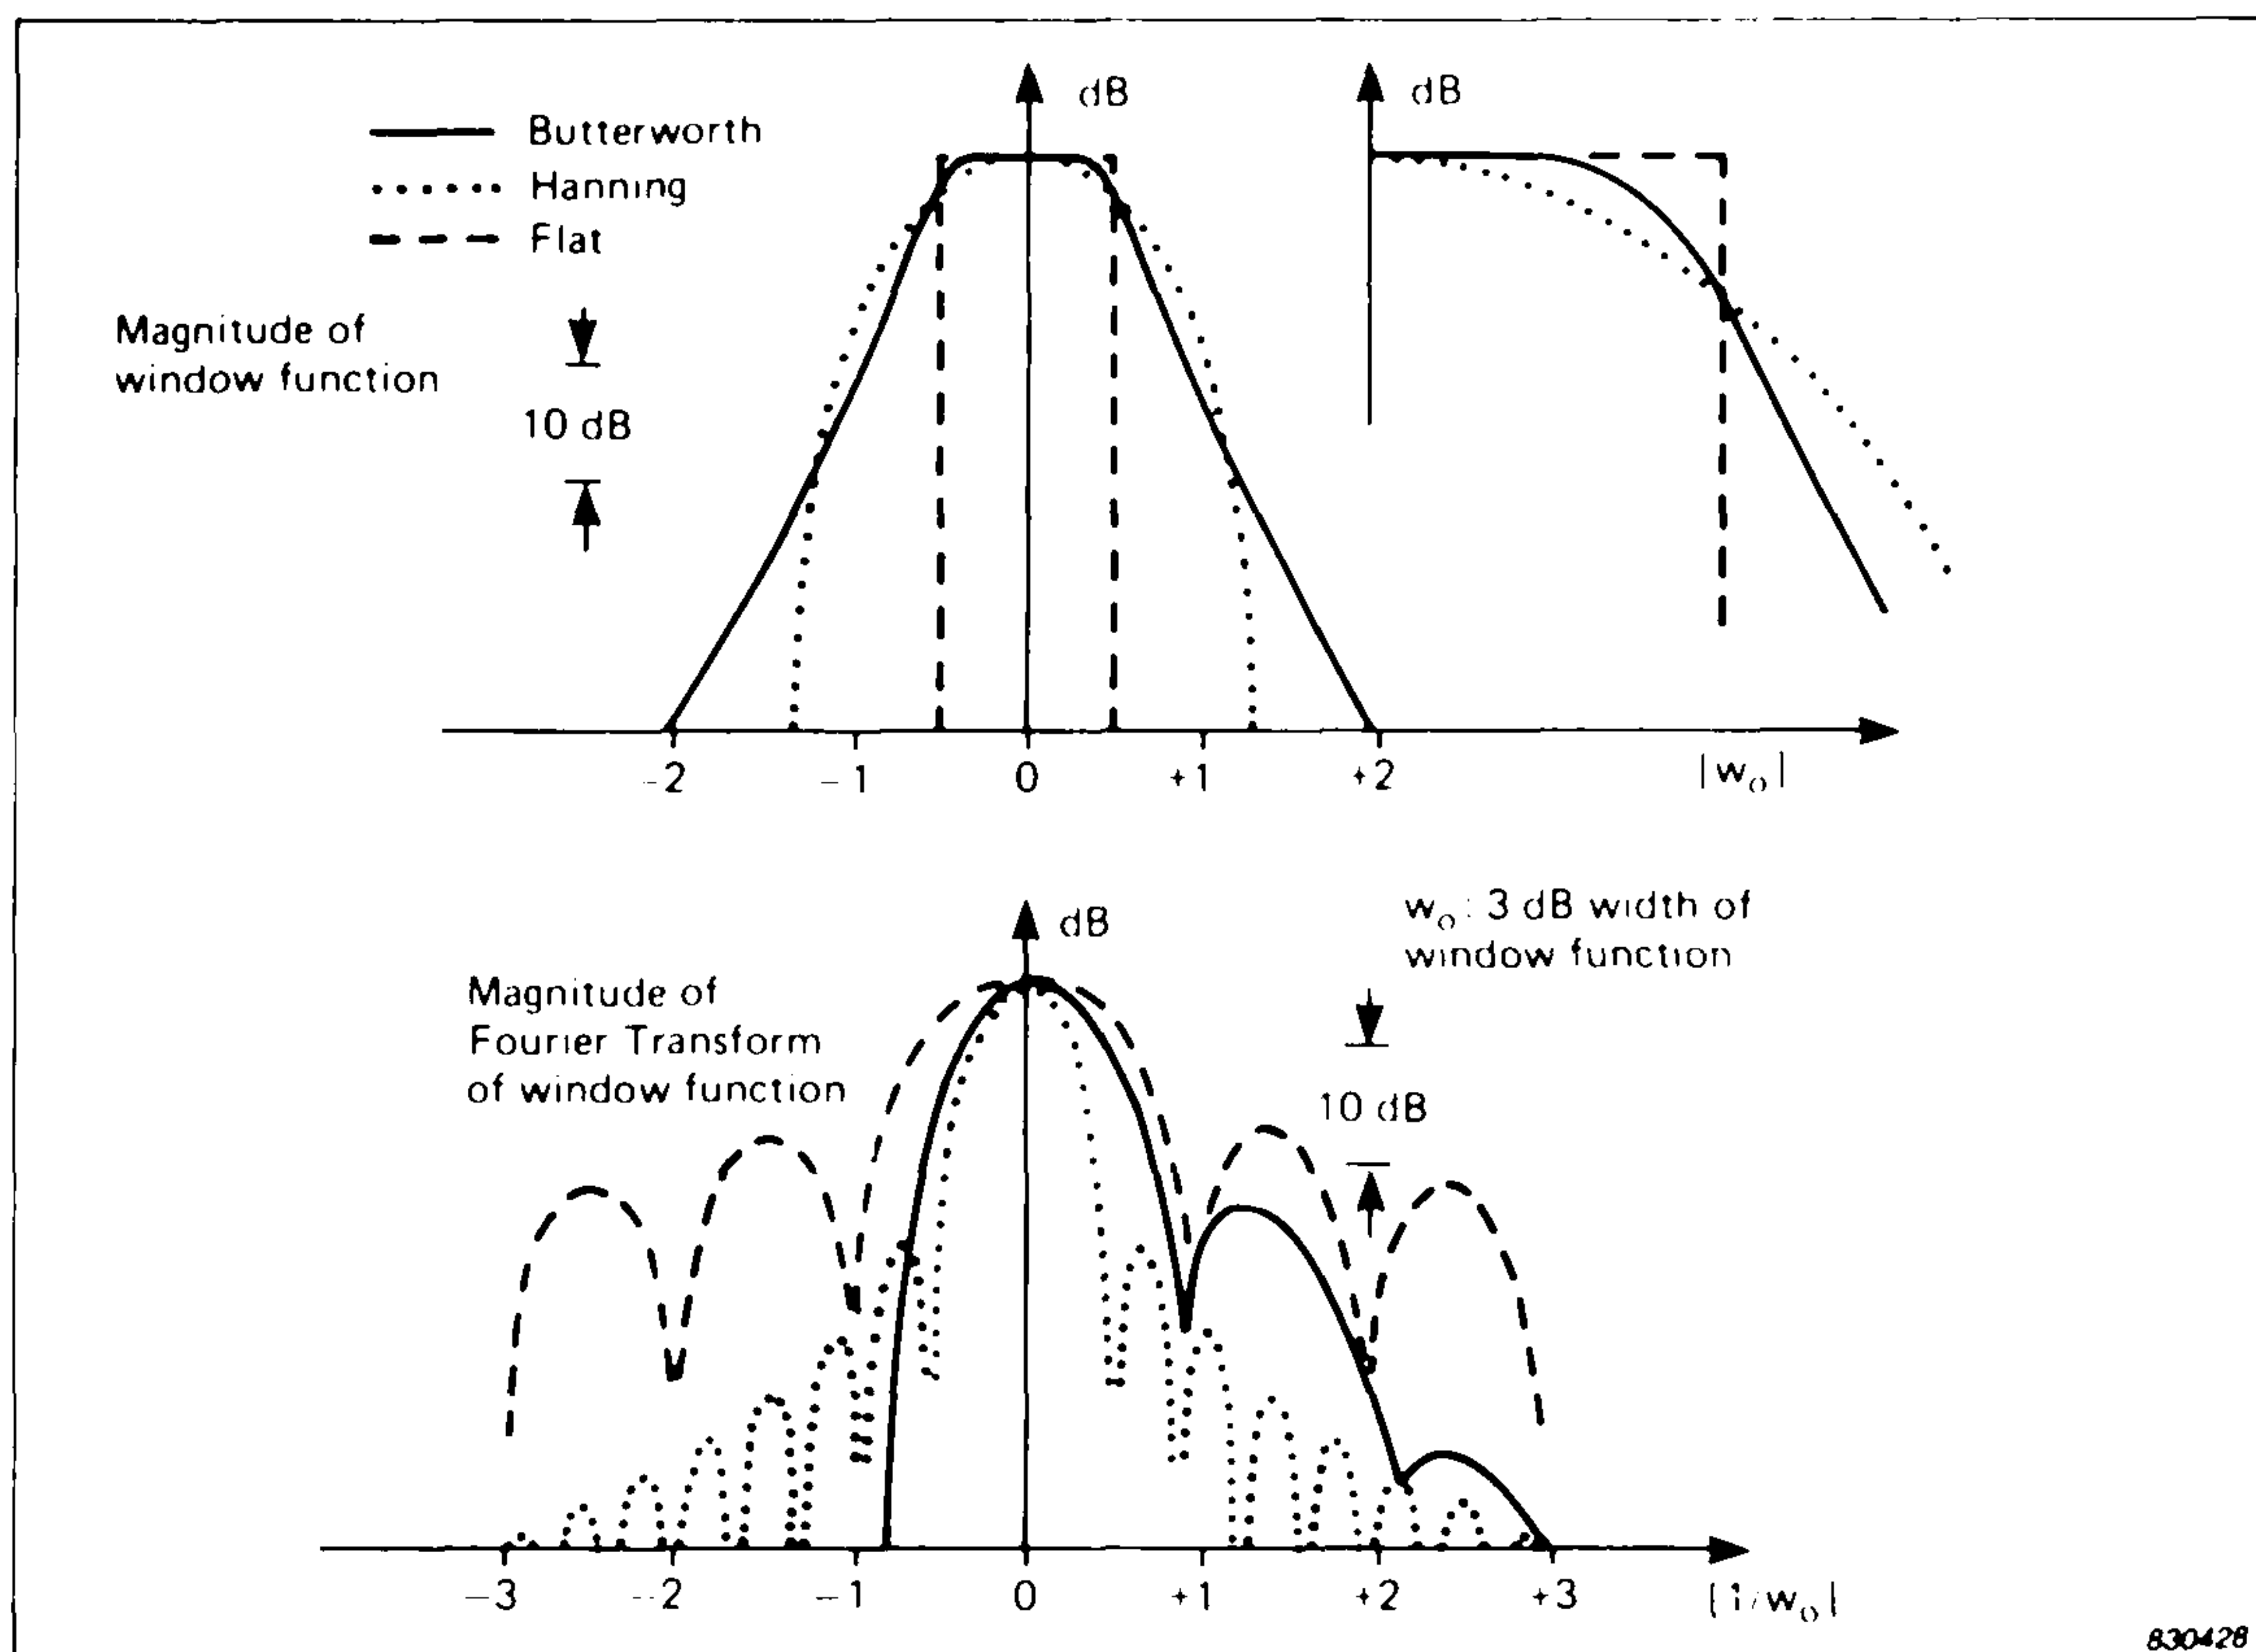 dB
dB
Butterworth
Hanning
Flat
Magnitude of
window function
10 dB
−2 −1 0 +1 +2 |w₀|
w₀: 3 dB width of
window function
dB
Magnitude of
Fourier Transform
of window function
10 dB
−3 −2 −1 0 +1 +2 +3 |1/w₀|
830428